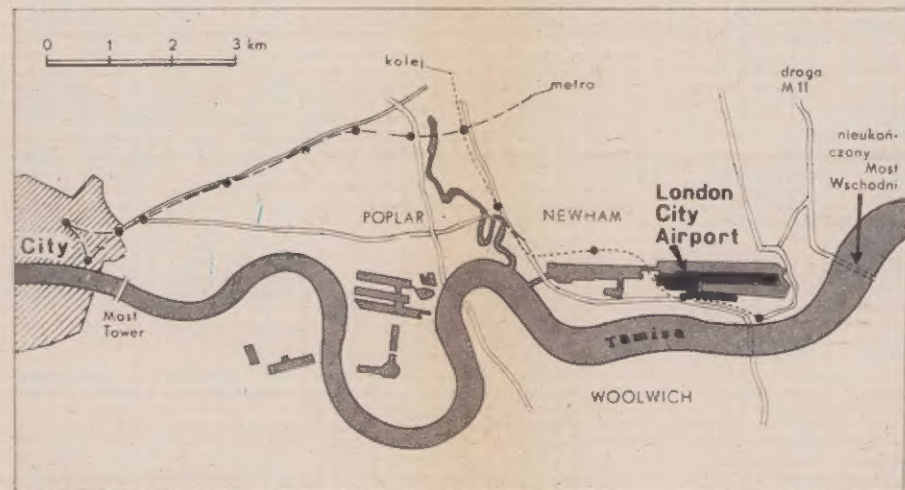 0 1 2 3 km
kolej
metro
droga
M 11
nieukoń-
czony
Most
Wschodni
London
City
Airport
POPLAR
NEWHAM
City
Most
Tower
Tamiza
WOOLWICH